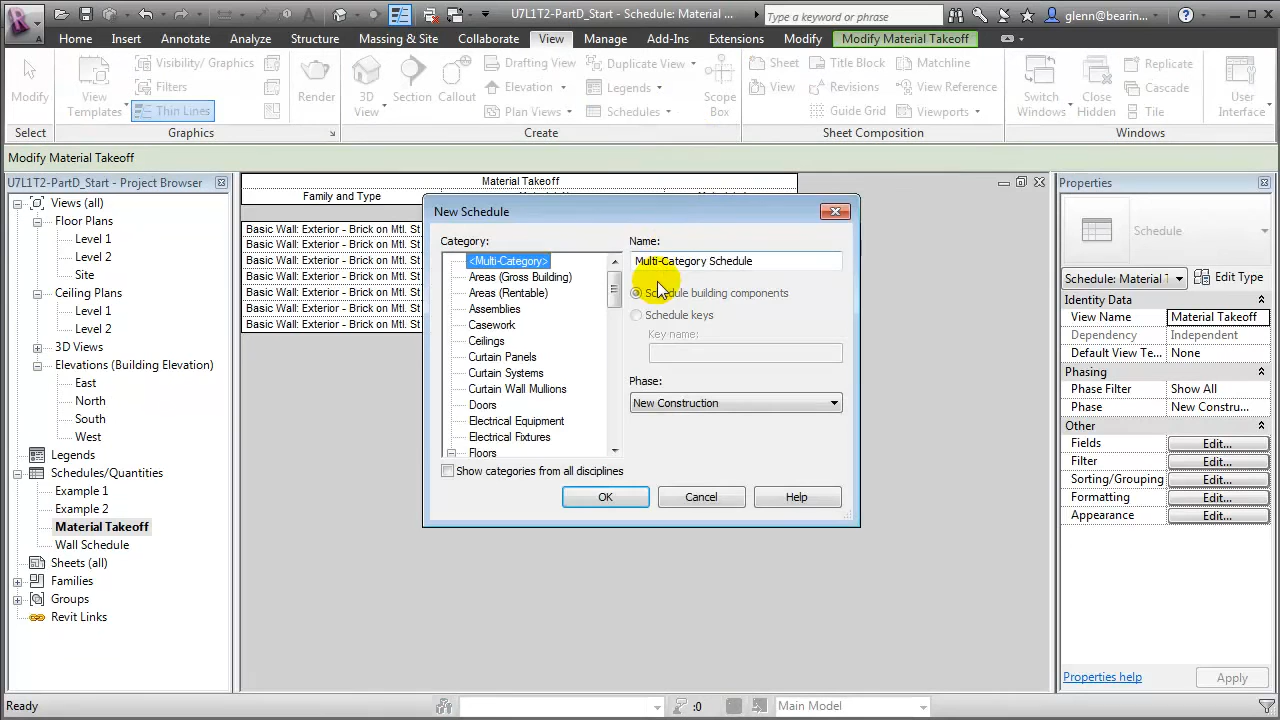 U7L1T2-PartD_Start - Schedule: Material ...
Type a keyword or phrase
glenn@bearin...
Home Insert Annotate Analyze Structure Massing & Site Collaborate View Manage Add-Ins Extensions Modify Modify Material Takeoff
Modify
View Templates
Visibility/ Graphics
Filters
Thin Lines
Render
3D View
Section
Callout
Drafting View
Elevation
Plan Views
Duplicate View
Legends
Schedules
Scope Box
Sheet
View
Title Block
Revisions
Guide Grid
Matchline
View Reference
Viewports
Switch Windows
Close Hidden
Replicate
Cascade
Tile
User Interface
Select Graphics Create Sheet Composition Windows
Modify Material Takeoff
U7L1T2-PartD_Start - Project Browser
Views (all)
Floor Plans
Level 1
Level 2
Site
Ceiling Plans
Level 1
Level 2
3D Views
Elevations (Building Elevation)
East
North
South
West
Legends
Schedules/Quantities
Example 1
Example 2
Material Takeoff
Wall Schedule
Sheets (all)
Families
Groups
Revit Links
Material Takeoff
Family and Type
Basic Wall: Exterior - Brick on Mtl. St
Basic Wall: Exterior - Brick on Mtl. St
Basic Wall: Exterior - Brick on Mtl. St
Basic Wall: Exterior - Brick on Mtl. St
Basic Wall: Exterior - Brick on Mtl. St
Basic Wall: Exterior - Brick on Mtl. St
Basic Wall: Exterior - Brick on Mtl. St
New Schedule
Category:
<Multi-Category>
Areas (Gross Building)
Areas (Rentable)
Assemblies
Casework
Ceilings
Curtain Panels
Curtain Systems
Curtain Wall Mullions
Doors
Electrical Equipment
Electrical Fixtures
Floors
Show categories from all disciplines
Name:
Multi-Category Schedule
Schedule building components
Schedule keys
Key name:
Phase:
New Construction
OK Cancel Help
Properties
Schedule
Schedule: Material T
Edit Type
Identity Data
View Name Material Takeoff
Dependency Independent
Default View Te... None
Phasing
Phase Filter Show All
Phase New Constru...
Other
Fields Edit...
Filter Edit...
Sorting/Grouping Edit...
Formatting Edit...
Appearance Edit...
Properties help
Apply
Ready
:0
Main Model